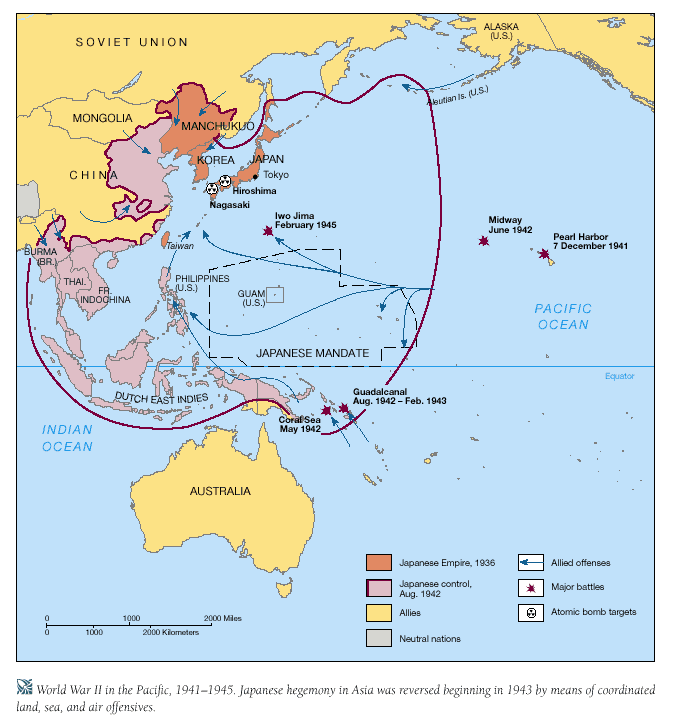 SOVIET UNION
ALASKA
(U.S.)
Aleutian Is. (U.S.)
MONGOLIA
MANCHUKUO
KOREA
JAPAN
Tokyo
CHINA
Hiroshima
Nagasaki
Iwo Jima
February 1945
Midway
June 1942
Pearl Harbor
7 December 1941
Taiwan
BURMA
(BR.)
THAI.
FR.
INDOCHINA
PHILIPPINES
(U.S.)
GUAM
(U.S.)
PACIFIC
OCEAN
JAPANESE MANDATE
Equator
DUTCH EAST INDIES
Guadalcanal
Aug. 1942 – Feb. 1943
Coral Sea
May 1942
INDIAN
OCEAN
AUSTRALIA
Japanese Empire, 1936
Japanese control,
Aug. 1942
Allies
Neutral nations
Allied offenses
Major battles
Atomic bomb targets
0 1000 2000 Miles
0 1000 2000 Kilometers
World War II in the Pacific, 1941–1945. Japanese hegemony in Asia was reversed beginning in 1943 by means of coordinated
land, sea, and air offensives.